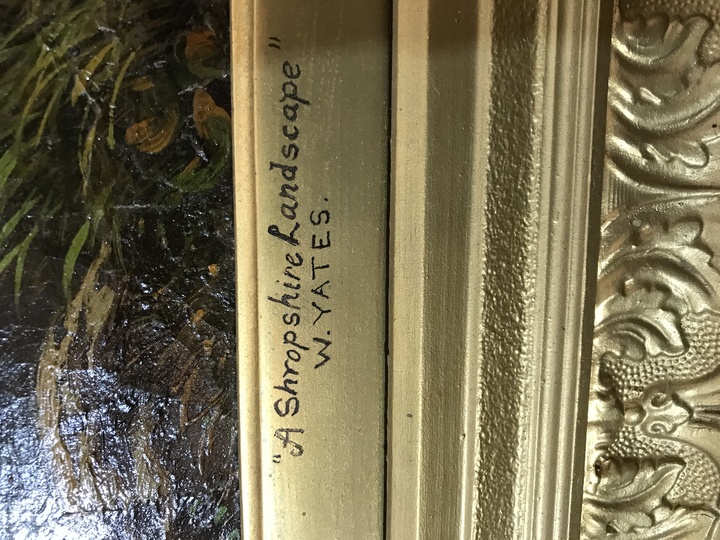 "A Shropshire Landscape"
W. YATES.